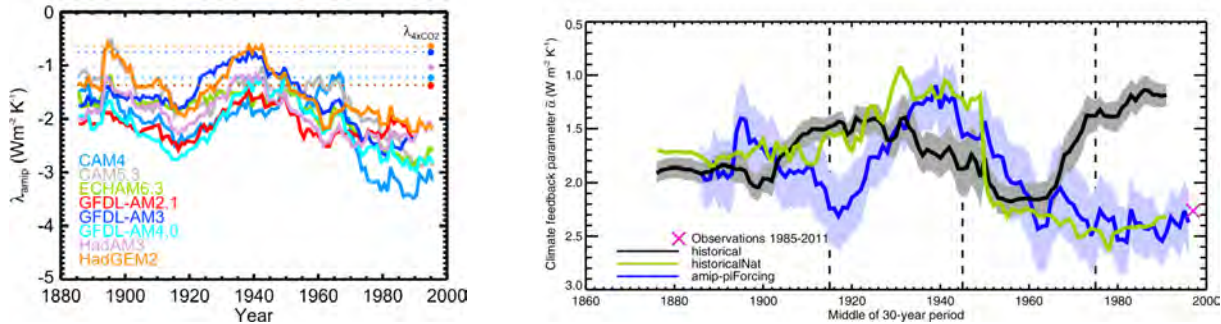 0
-1
-2
-3
-4
-5
λamip (Wm⁻² K⁻¹)
λ4xCO2
CAM4
CAM5.3
ECHAM6.3
GFDL-AM2.1
GFDL-AM3
GFDL-AM4.0
HadAM3
HadGEM2
1880 1900 1920 1940 1960 1980 2000
Year
0.5
1.0
1.5
2.0
2.5
3.0
Climate feedback parameter α̃ (W m⁻² K⁻¹)
Observations 1985-2011
historical
historicalNat
amip-piForcing
1860 1880 1900 1920 1940 1960 1980 2000
Middle of 30-year period